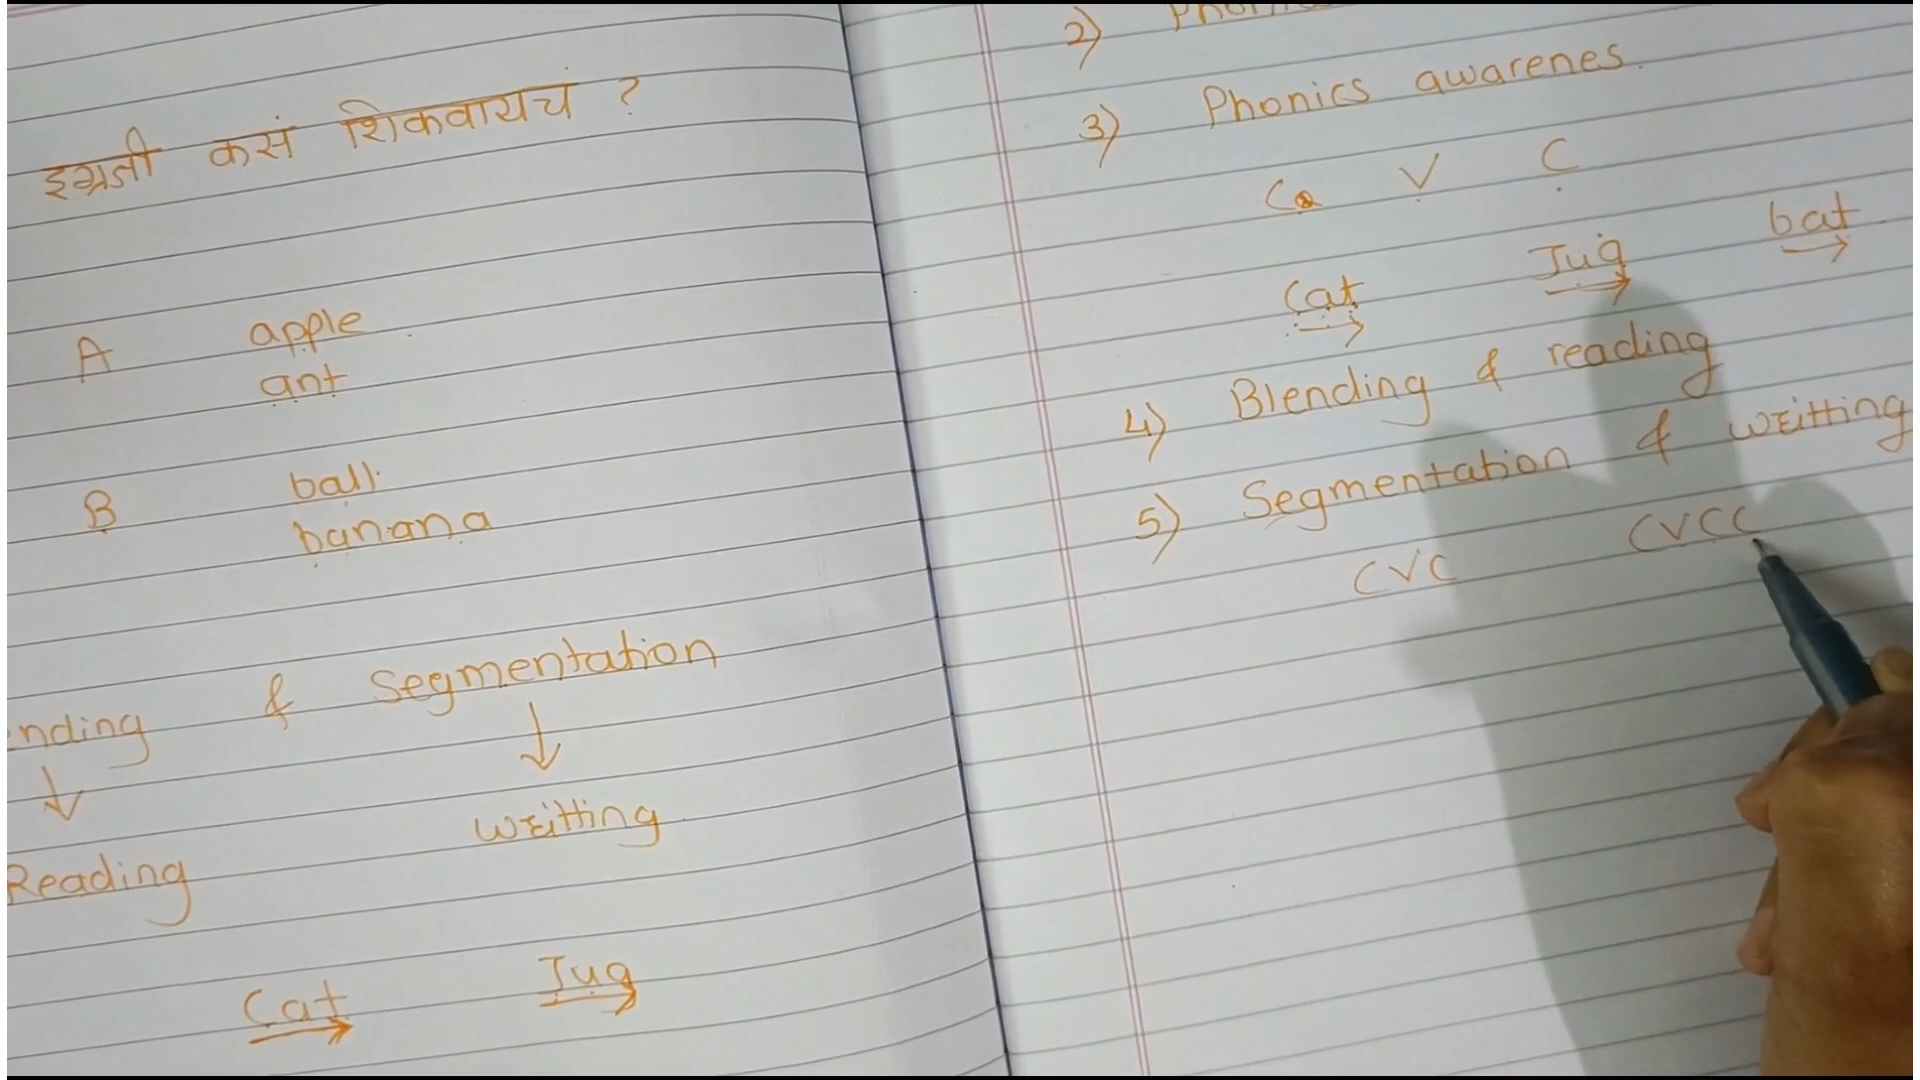 इंग्रजी कसं शिकवायचं ?
A apple
ant
B ball
banana
nding & Segmentation
↓ ↓
Reading writting
Cat Jug
2)
3) Phonics awarenes.
C V C
Cat Jug bat
4) Blending & reading
5) Segmentation & writting
CVC CVCC